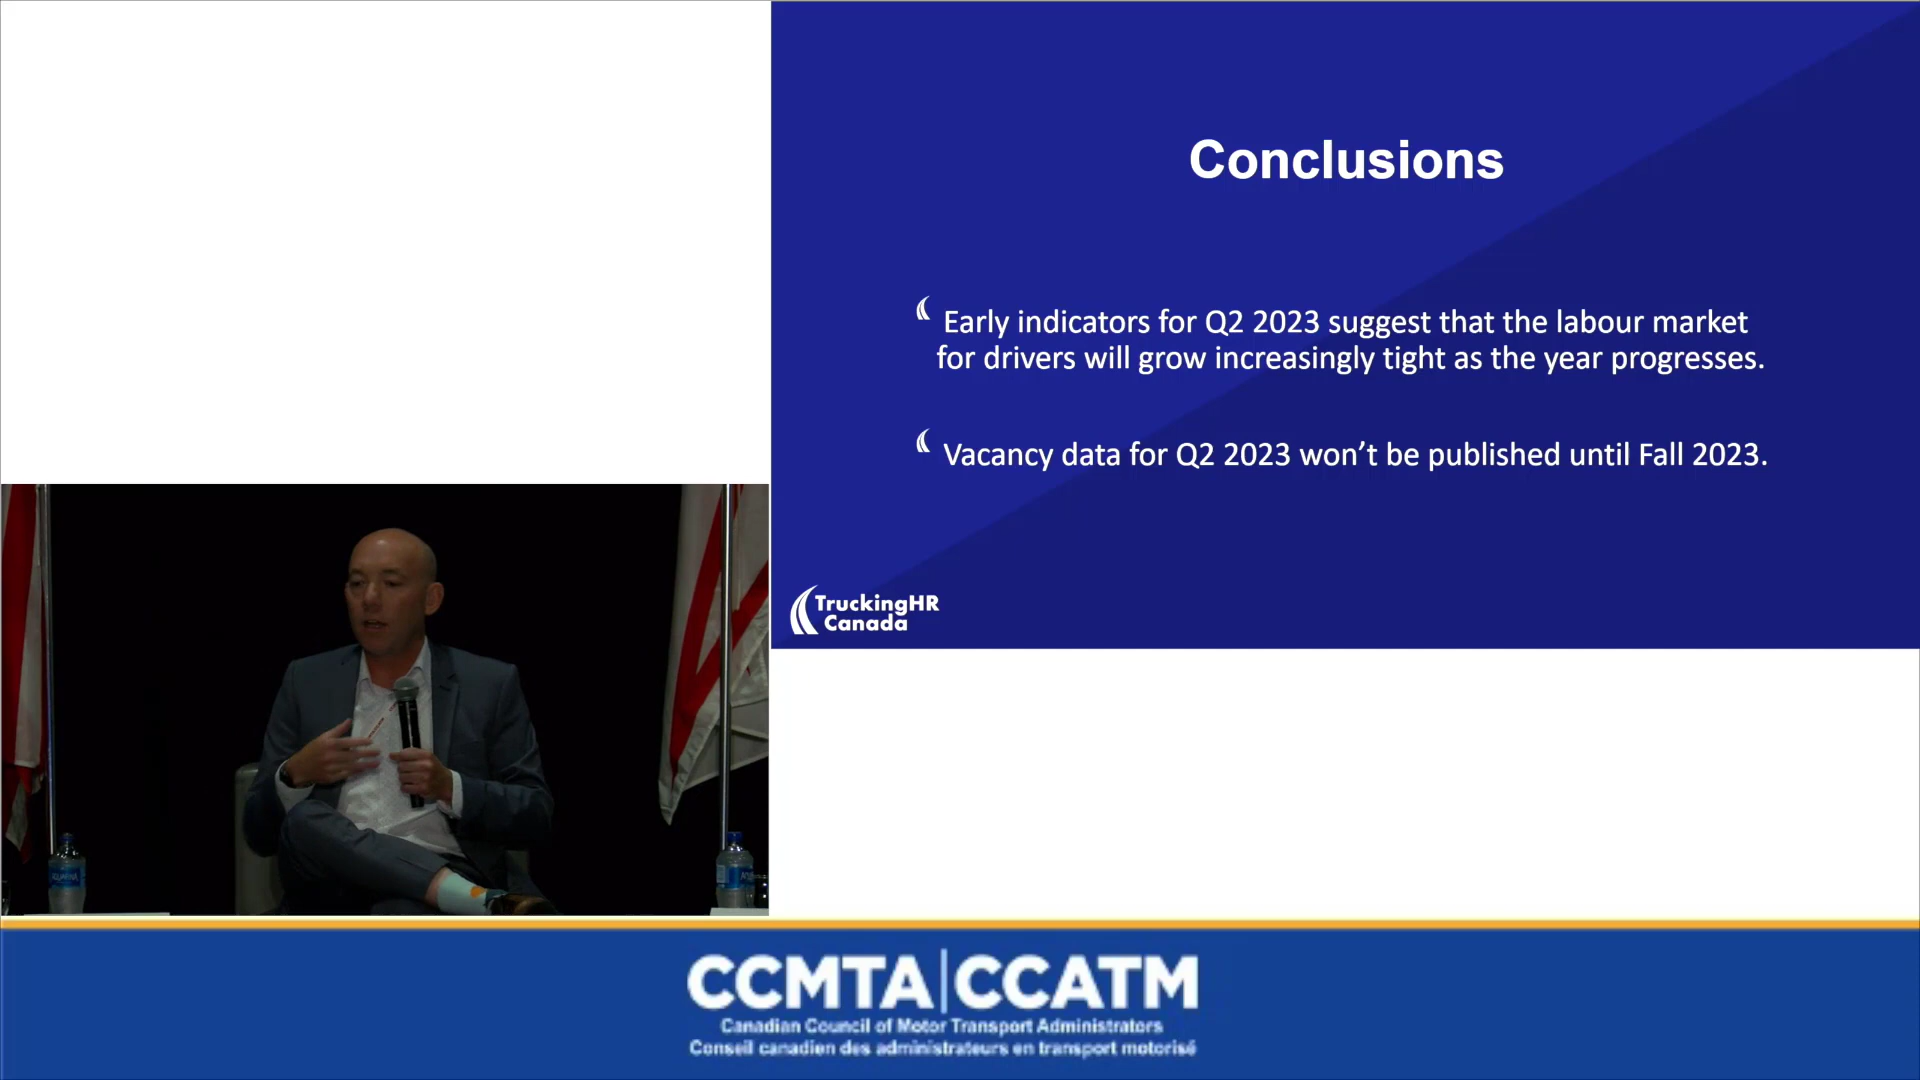 Conclusions
Early indicators for Q2 2023 suggest that the labour market
for drivers will grow increasingly tight as the year progresses.
Vacancy data for Q2 2023 won’t be published until Fall 2023.
TruckingHR
Canada
CCMTA|CCATM
Canadian Council of Motor Transport Administrators
Conseil canadien des administrateurs en transport motorisé